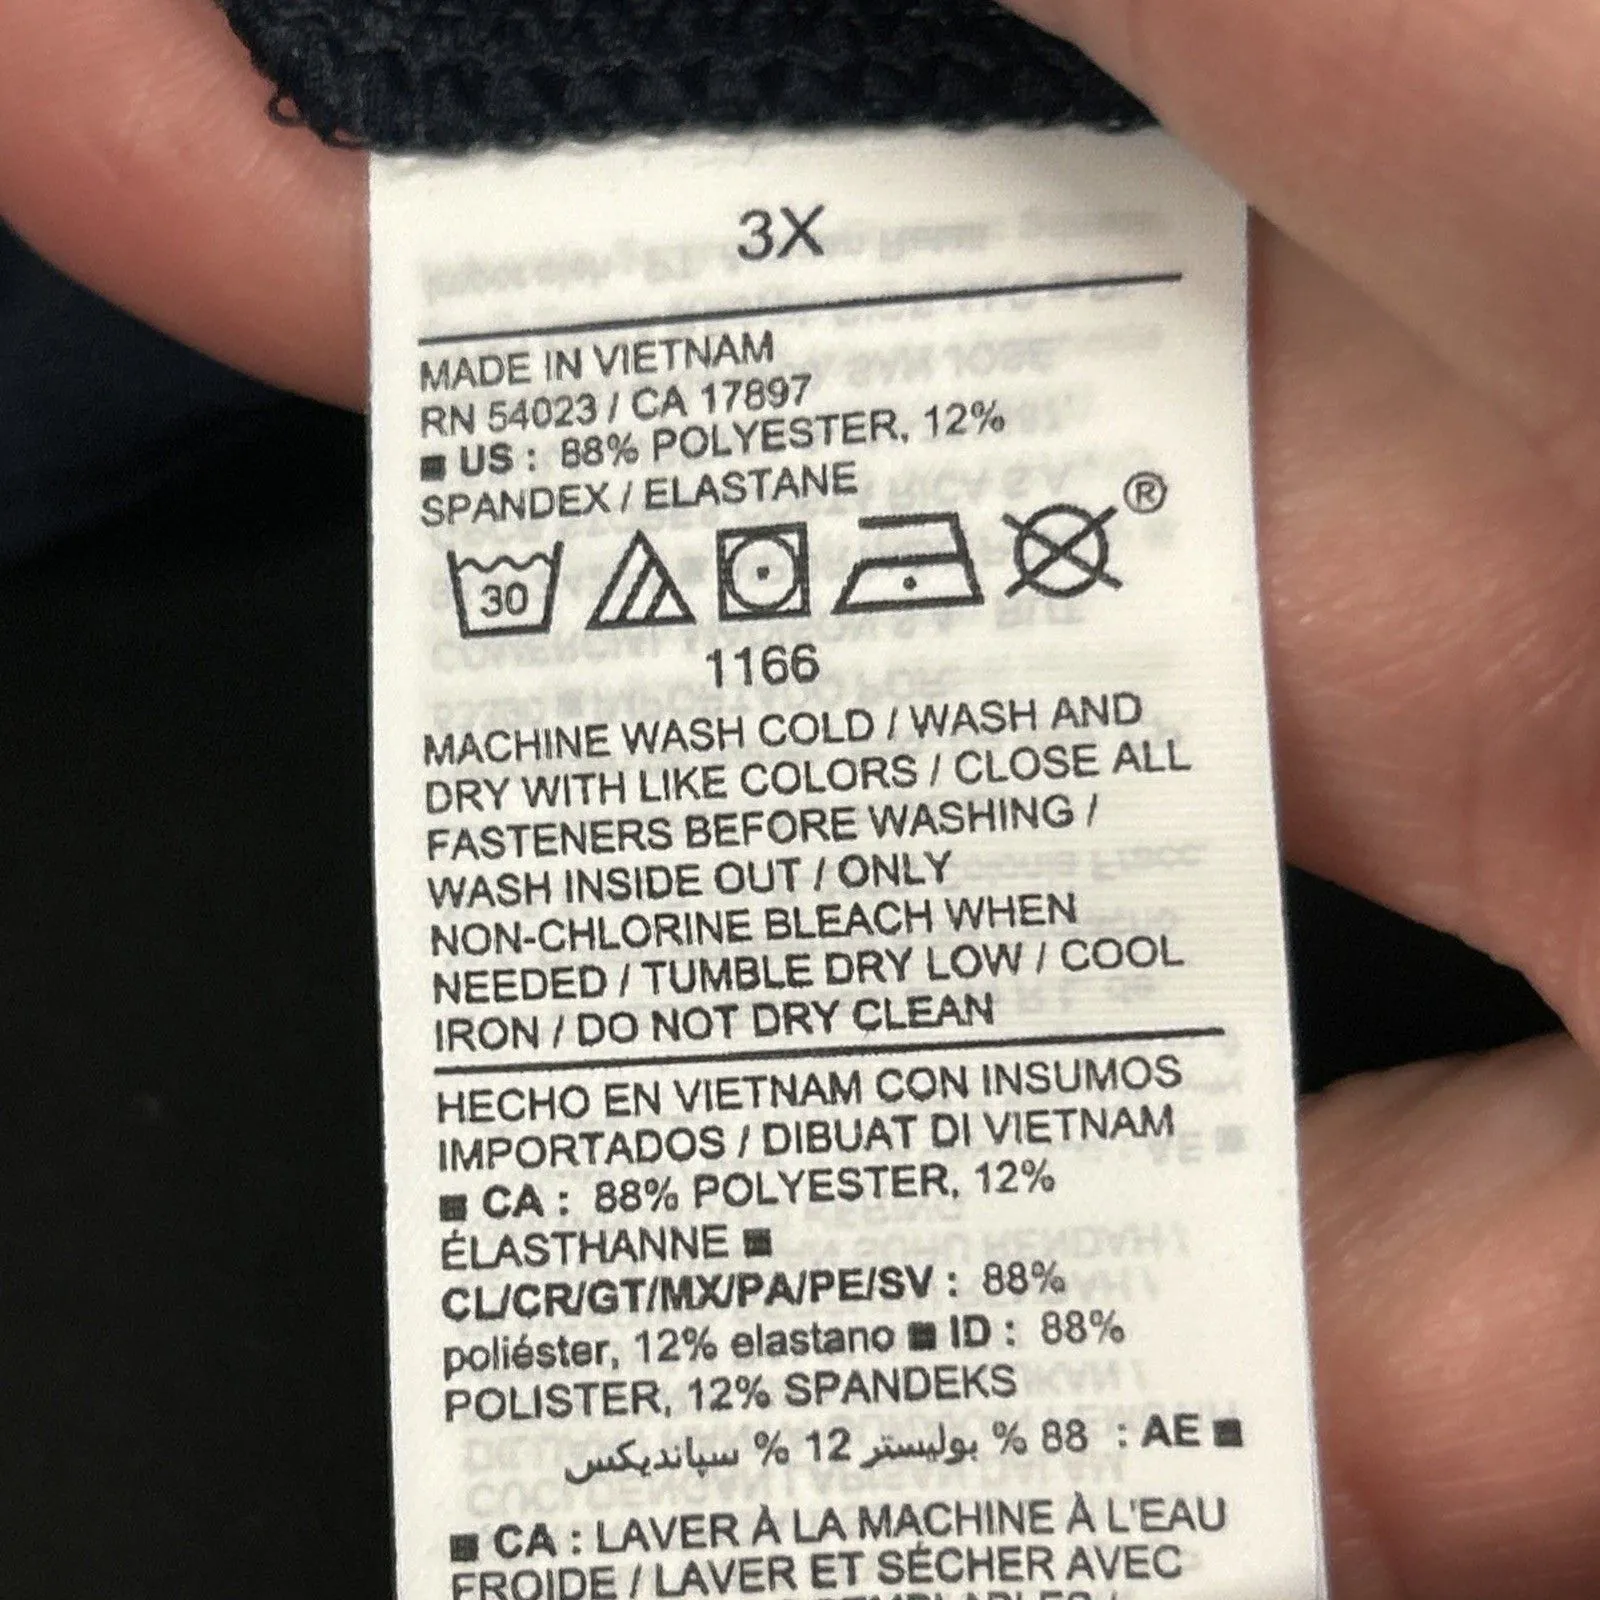 3X
MADE IN VIETNAM
RN 54023 / CA 17897
■ US : 88% POLYESTER, 12%
SPANDEX / ELASTANE
®
30
1166
MACHINE WASH COLD / WASH AND
DRY WITH LIKE COLORS / CLOSE ALL
FASTENERS BEFORE WASHING /
WASH INSIDE OUT / ONLY
NON-CHLORINE BLEACH WHEN
NEEDED / TUMBLE DRY LOW / COOL
IRON / DO NOT DRY CLEAN
HECHO EN VIETNAM CON INSUMOS
IMPORTADOS / DIBUAT DI VIETNAM
■ CA : 88% POLYESTER, 12%
ÉLASTHANNE ■
CL/CR/GT/MX/PA/PE/SV : 88%
poliéster, 12% elastano ■ ID : 88%
POLISTER, 12% SPANDEKS
■ AE : 88 % بوليستر 12 % سپانديكس
■ CA : LAVER À LA MACHINE À L'EAU
FROIDE / LAVER ET SÉCHER AVEC